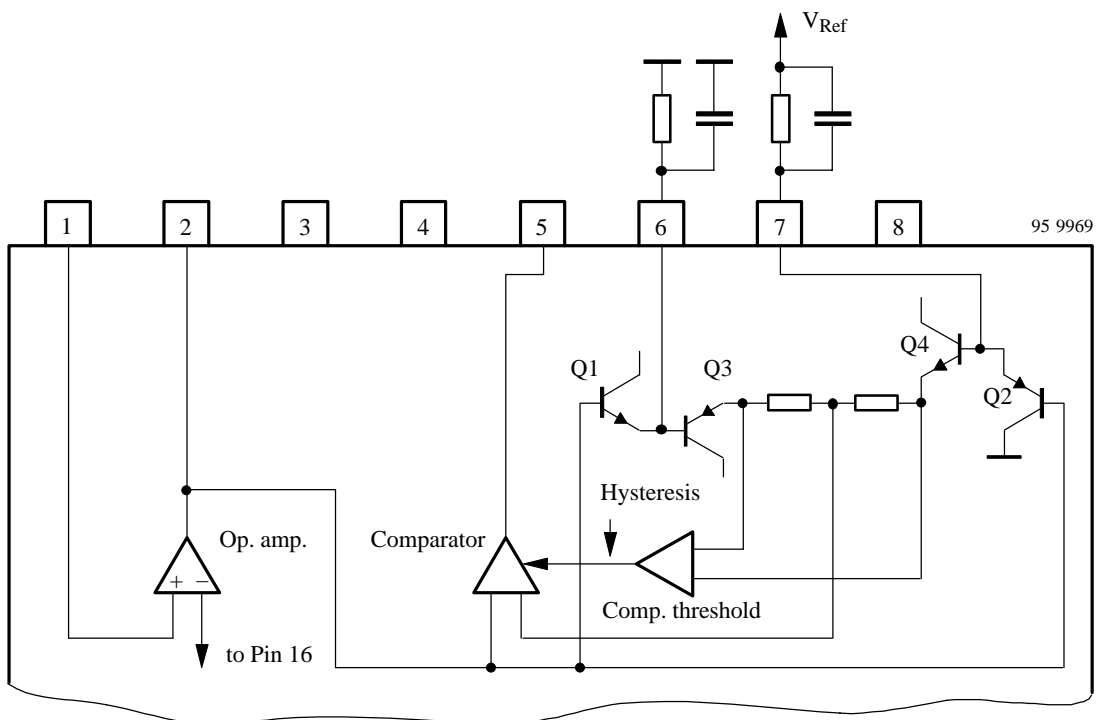 VRef
1 2 3 4 5 6 7 8 95 9969
Q4
Q1 Q3
Q2
Hysteresis
Op. amp. Comparator
+ −
Comp. threshold
to Pin 16